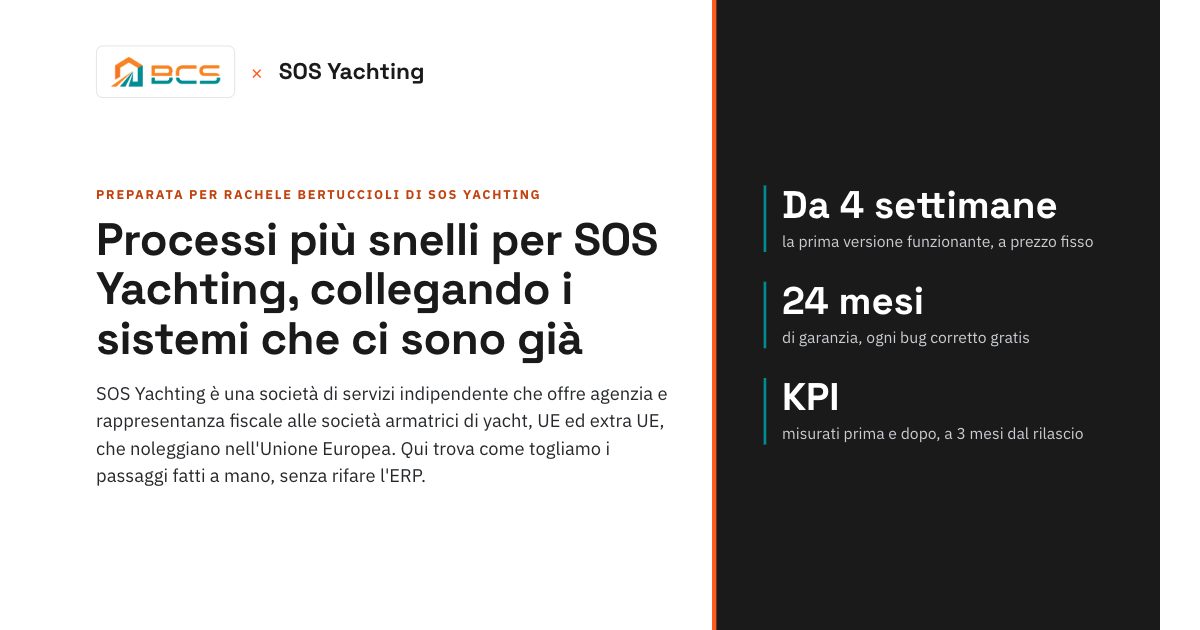 BCS × SOS Yachting
PREPARATA PER RACHELE BERTUCCIOLI DI SOS YACHTING
Processi più snelli per SOS
Yachting, collegando i
sistemi che ci sono già
SOS Yachting è una società di servizi indipendente che offre agenzia e
rappresentanza fiscale alle società armatrici di yacht, UE ed extra UE,
che noleggiano nell'Unione Europea. Qui trova come togliamo i
passaggi fatti a mano, senza rifare l'ERP.
Da 4 settimane
la prima versione funzionante, a prezzo fisso
24 mesi
di garanzia, ogni bug corretto gratis
KPI
misurati prima e dopo, a 3 mesi dal rilascio